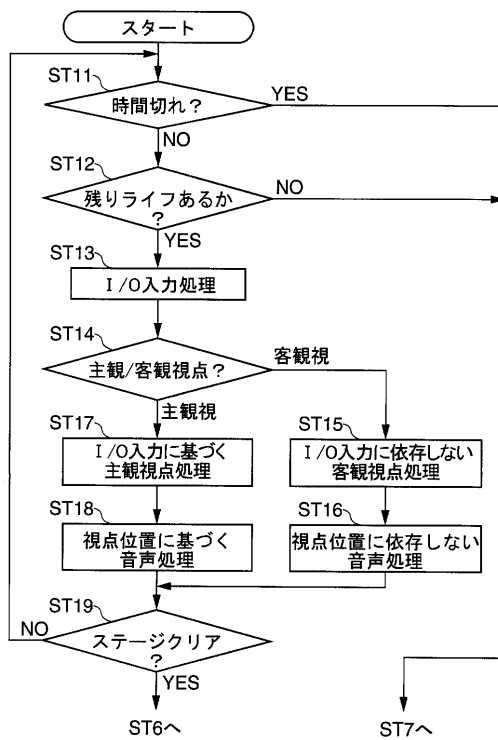 スタート
ST11
時間切れ？
YES
NO
ST12
残りライフあるか
？
NO
YES
ST13
I/O入力処理
ST14
主観/客観視点？
客観視
主観視
ST17
I/O入力に基づく
主観視点処理
ST15
I/O入力に依存しない
客観視点処理
ST18
視点位置に基づく
音声処理
ST16
視点位置に依存しない
音声処理
ST19
NO
ステージクリア
？
YES
ST6へ
ST7へ